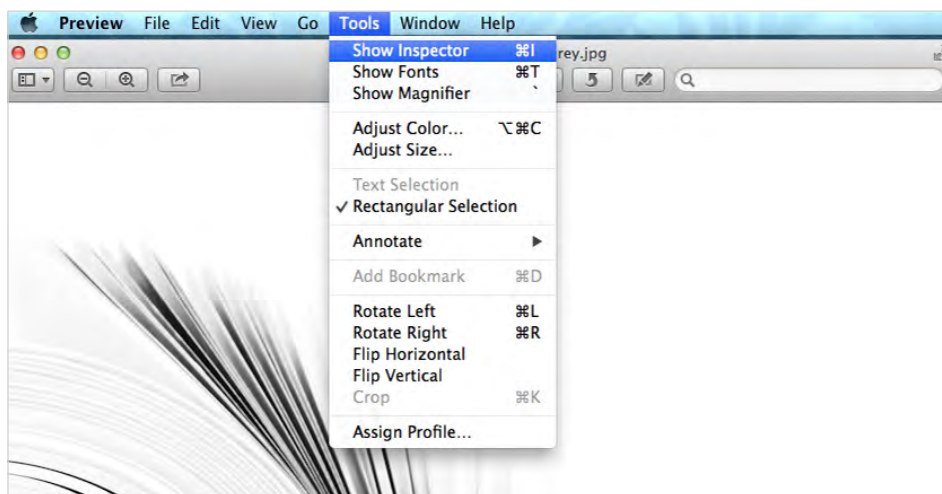 Preview File Edit View Go Tools Window Help
rey.jpg
Show Inspector ⌘I
Show Fonts ⌘T
Show Magnifier `
Adjust Color... ⌥⌘C
Adjust Size...
Text Selection
✓ Rectangular Selection
Annotate ▶
Add Bookmark ⌘D
Rotate Left ⌘L
Rotate Right ⌘R
Flip Horizontal
Flip Vertical
Crop ⌘K
Assign Profile...